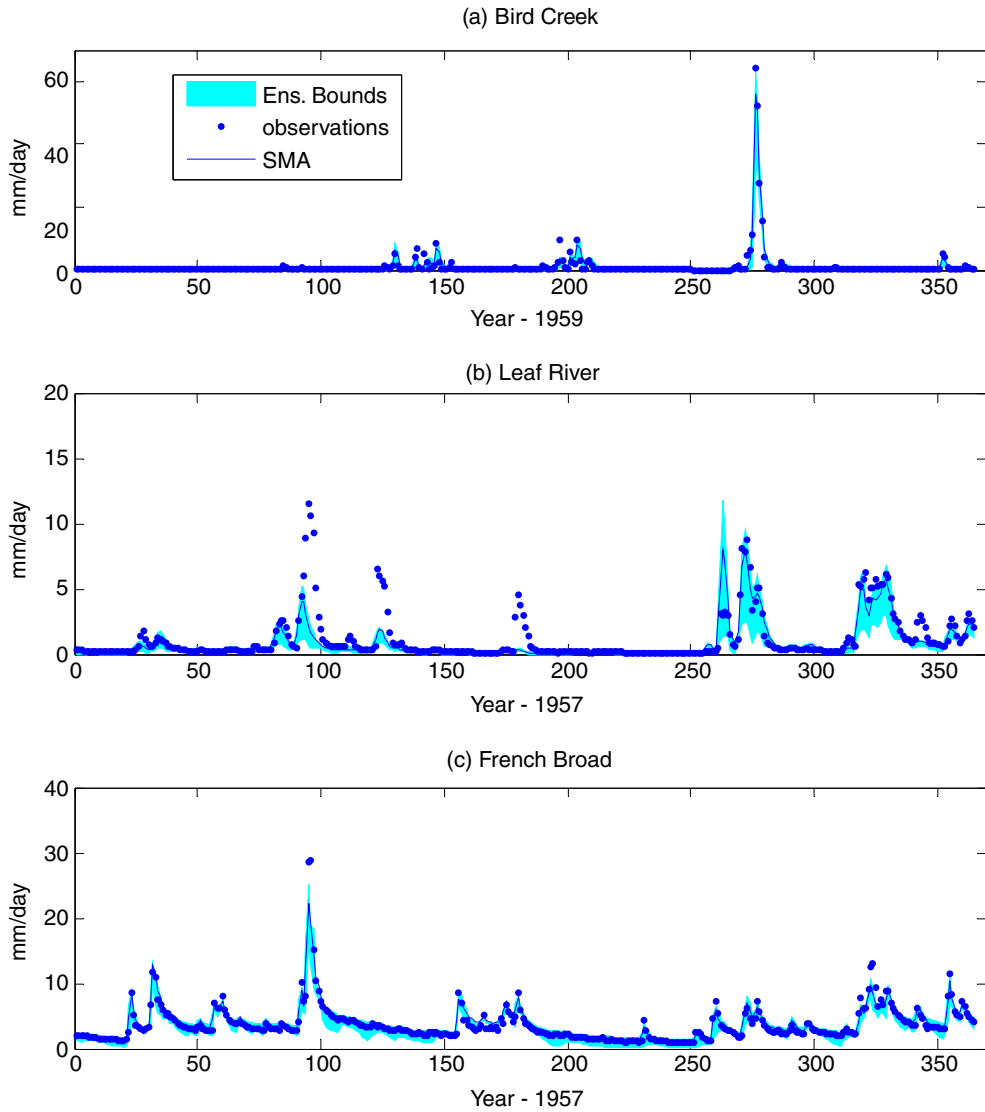 (a) Bird Creek
60
40
20
0
mm/day
Ens. Bounds
observations
SMA
0 50 100 150 200 250 300 350
Year - 1959
(b) Leaf River
20
15
10
5
0
mm/day
0 50 100 150 200 250 300 350
Year - 1957
(c) French Broad
40
30
20
10
0
mm/day
0 50 100 150 200 250 300 350
Year - 1957